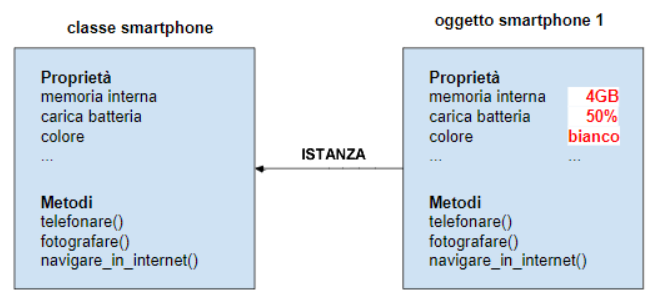 classe smartphone
Proprietà
memoria interna
carica batteria
colore
...
Metodi
telefonare()
fotografare()
navigare_in_internet()
ISTANZA
oggetto smartphone 1
Proprietà
memoria interna 4GB
carica batteria 50%
colore bianco
... ...
Metodi
telefonare()
fotografare()
navigare_in_internet()